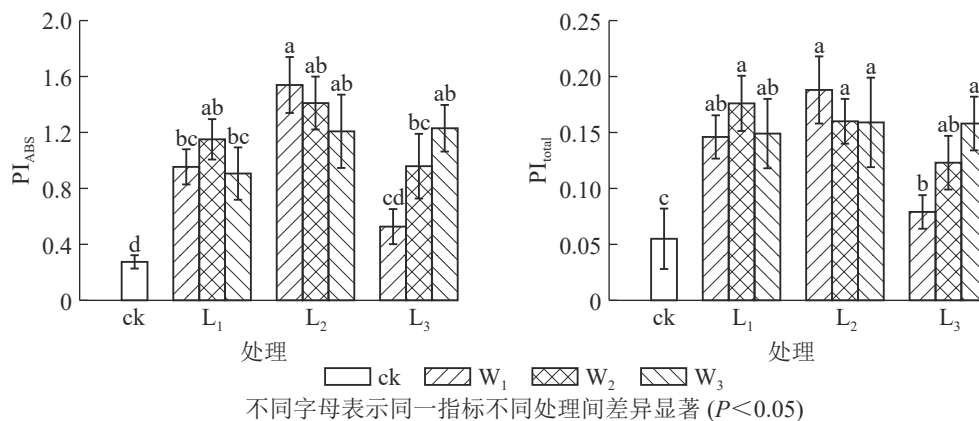 2.0
1.6
1.2
0.8
0.4
0
PI_ABS
d
bc
ab
bc
a
ab
ab
cd
bc
ab
ck
L₁
L₂
L₃
处理
0.25
0.20
0.15
0.10
0.05
0
PI_total
c
ab
a
ab
a
a
a
b
ab
a
ck
L₁
L₂
L₃
处理
ck W₁ W₂ W₃
不同字母表示同一指标不同处理间差异显著 (P＜0.05)